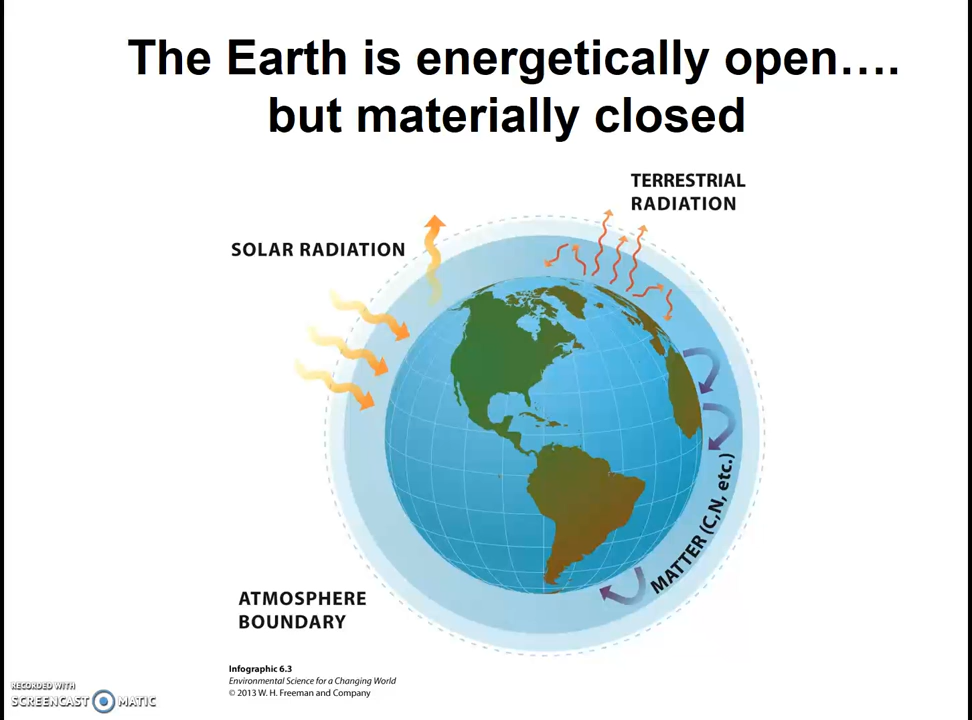 The Earth is energetically open….
but materially closed
TERRESTRIAL
RADIATION
SOLAR RADIATION
MATTER (C,N, etc.)
ATMOSPHERE
BOUNDARY
Infographic 6.3
Environmental Science for a Changing World
© 2013 W. H. Freeman and Company
RECORDED WITH
SCREENCAST MATIC